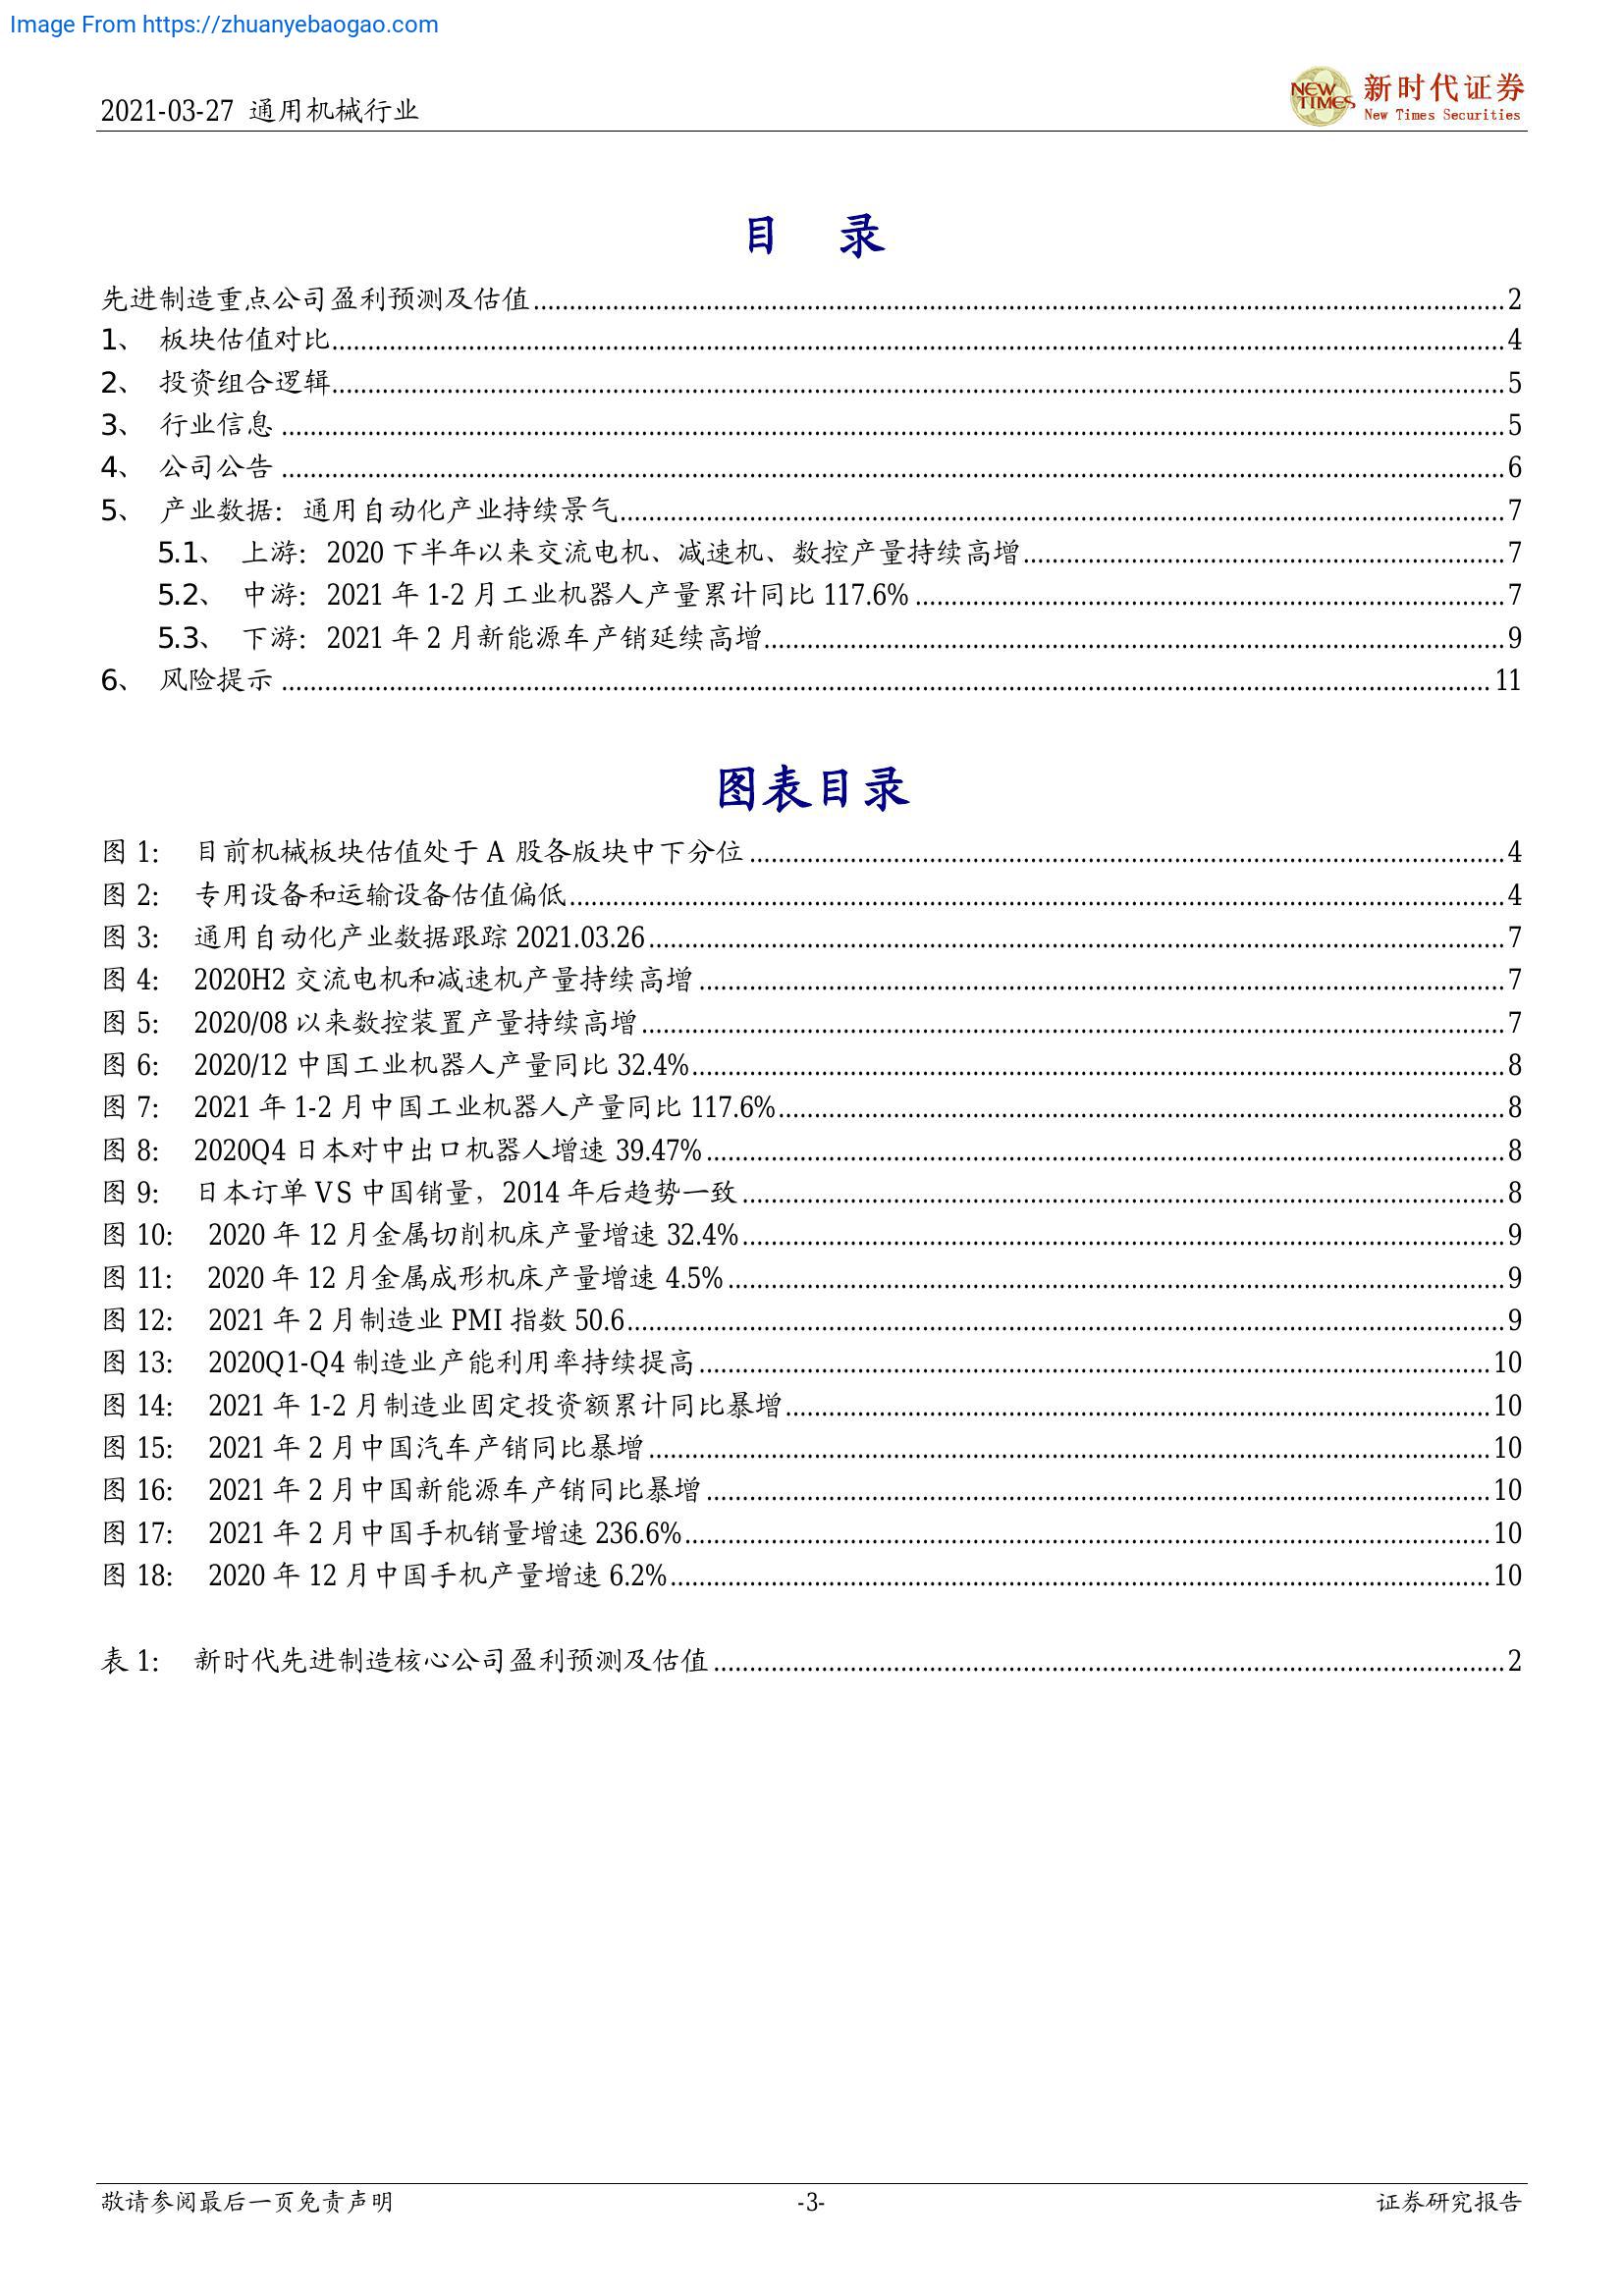 Image From https://zhuanyebaogao.com
2021-03-27 通用机械行业
NEW TIMES 新时代证券
New Times Securities
目 录
先进制造重点公司盈利预测及估值 2
1、 板块估值对比 4
2、 投资组合逻辑 5
3、 行业信息 5
4、 公司公告 6
5、 产业数据：通用自动化产业持续景气 7
5.1、 上游：2020 下半年以来交流电机、减速机、数控产量持续高增 7
5.2、 中游：2021 年 1-2 月工业机器人产量累计同比 117.6% 7
5.3、 下游：2021 年 2 月新能源车产销延续高增 9
6、 风险提示 11
图表目录
图 1: 目前机械板块估值处于 A 股各版块中下分位 4
图 2: 专用设备和运输设备估值偏低 4
图 3: 通用自动化产业数据跟踪 2021.03.26 7
图 4: 2020H2 交流电机和减速机产量持续高增 7
图 5: 2020/08 以来数控装置产量持续高增 7
图 6: 2020/12 中国工业机器人产量同比 32.4% 8
图 7: 2021 年 1-2 月中国工业机器人产量同比 117.6% 8
图 8: 2020Q4 日本对中出口机器人增速 39.47% 8
图 9: 日本订单 VS 中国销量，2014 年后趋势一致 8
图 10: 2020 年 12 月金属切削机床产量增速 32.4% 9
图 11: 2020 年 12 月金属成形机床产量增速 4.5% 9
图 12: 2021 年 2 月制造业 PMI 指数 50.6 9
图 13: 2020Q1-Q4 制造业产能利用率持续提高 10
图 14: 2021 年 1-2 月制造业固定投资额累计同比暴增 10
图 15: 2021 年 2 月中国汽车产销同比暴增 10
图 16: 2021 年 2 月中国新能源车产销同比暴增 10
图 17: 2021 年 2 月中国手机销量增速 236.6% 10
图 18: 2020 年 12 月中国手机产量增速 6.2% 10
表 1: 新时代先进制造核心公司盈利预测及估值 2
敬请参阅最后一页免责声明 -3- 证券研究报告